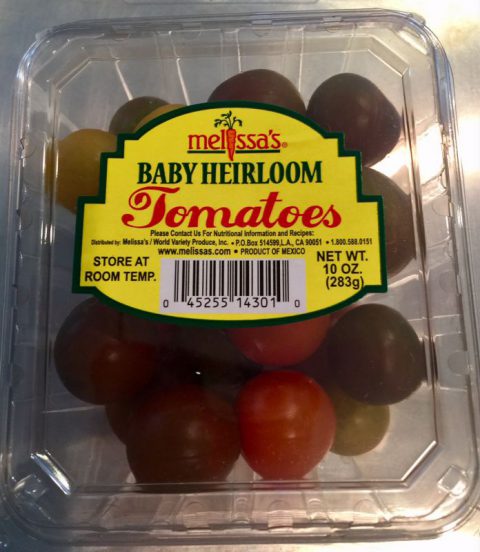 melissa's®
BABY HEIRLOOM
Tomatoes
Please Contact Us For Nutritional Information and Recipes:
Distributed by: Melissa's / World Variety Produce, Inc. • P.O.Box 514599,L.A., CA 90051 • 1.800.588.0151
www.melissas.com • PRODUCT OF MEXICO
STORE AT
ROOM TEMP.
NET WT.
10 OZ.
(283g)
0 45255 14301 0